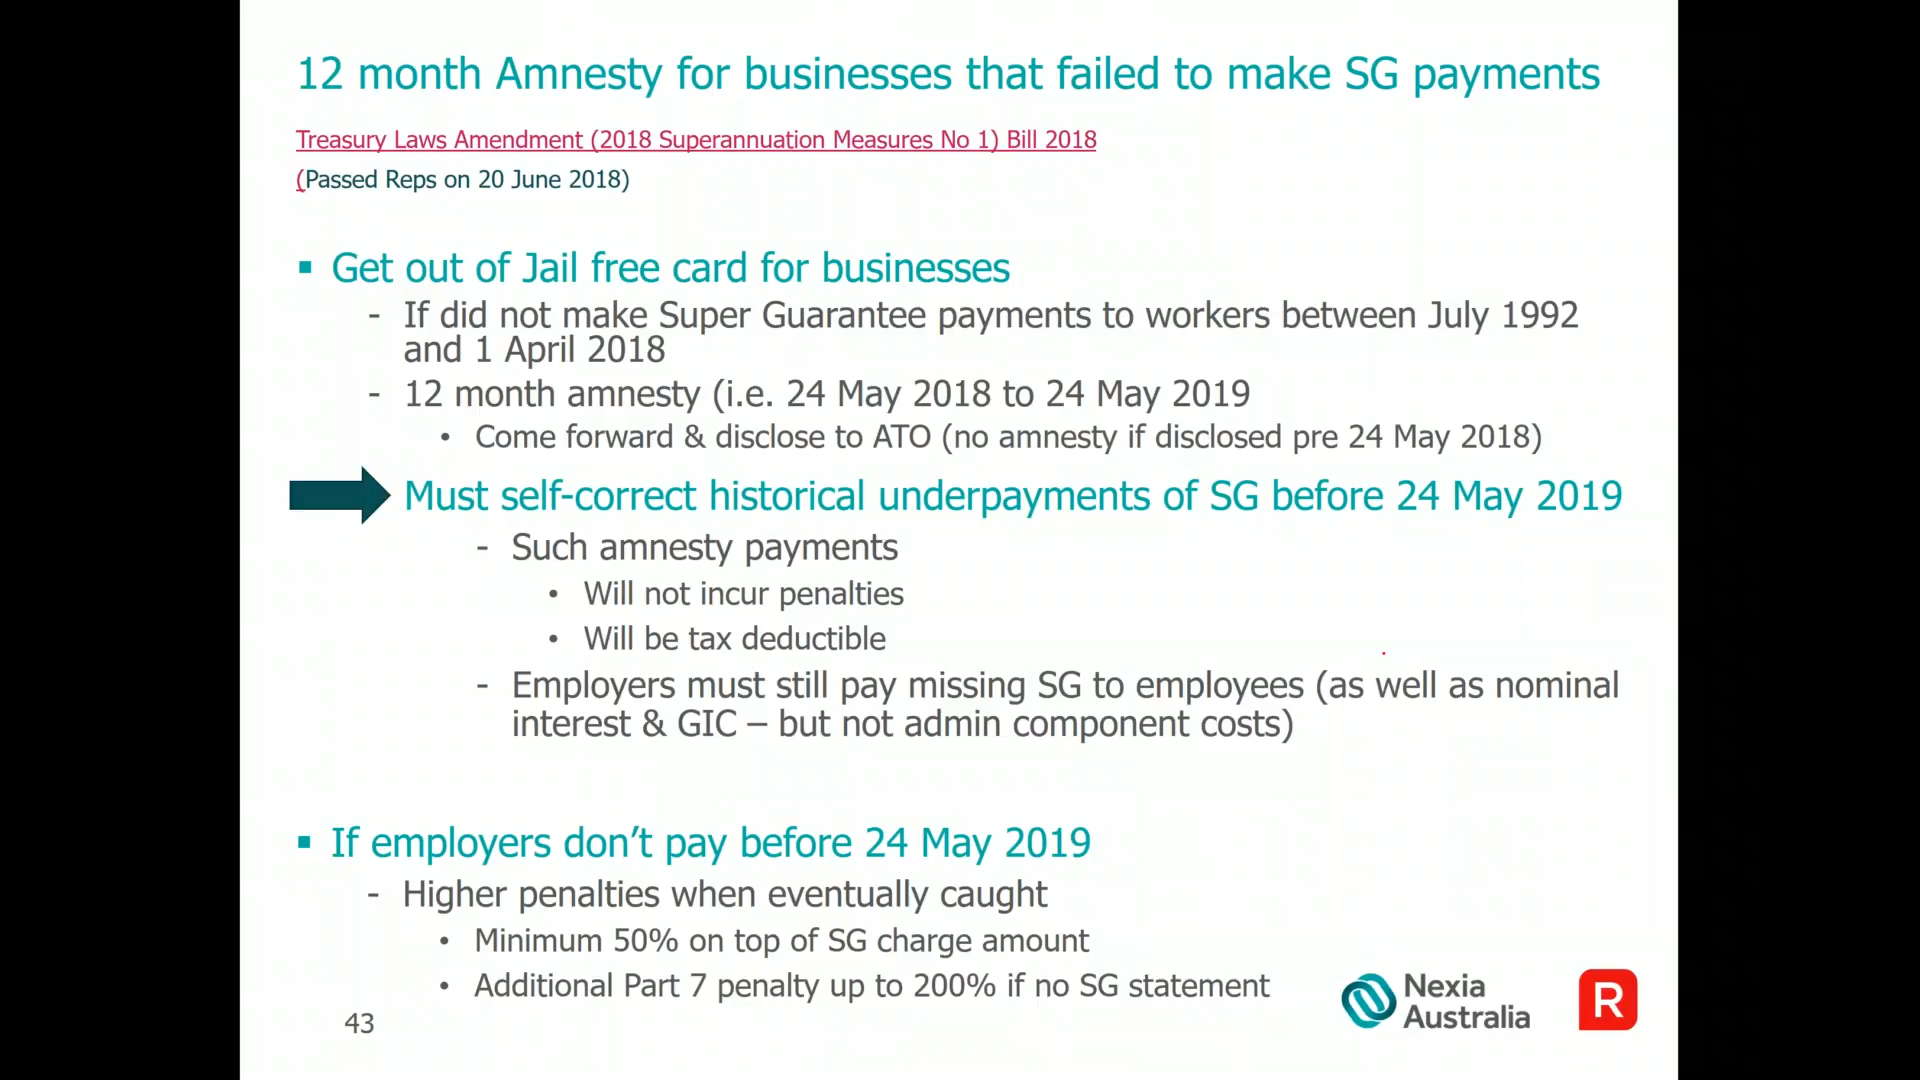 12 month Amnesty for businesses that failed to make SG payments
Treasury Laws Amendment (2018 Superannuation Measures No 1) Bill 2018
(Passed Reps on 20 June 2018)
▪ Get out of Jail free card for businesses
- If did not make Super Guarantee payments to workers between July 1992
and 1 April 2018
- 12 month amnesty (i.e. 24 May 2018 to 24 May 2019
• Come forward & disclose to ATO (no amnesty if disclosed pre 24 May 2018)
Must self-correct historical underpayments of SG before 24 May 2019
- Such amnesty payments
• Will not incur penalties
• Will be tax deductible
- Employers must still pay missing SG to employees (as well as nominal
interest & GIC – but not admin component costs)
▪ If employers don’t pay before 24 May 2019
- Higher penalties when eventually caught
• Minimum 50% on top of SG charge amount
• Additional Part 7 penalty up to 200% if no SG statement
43
Nexia
Australia
R